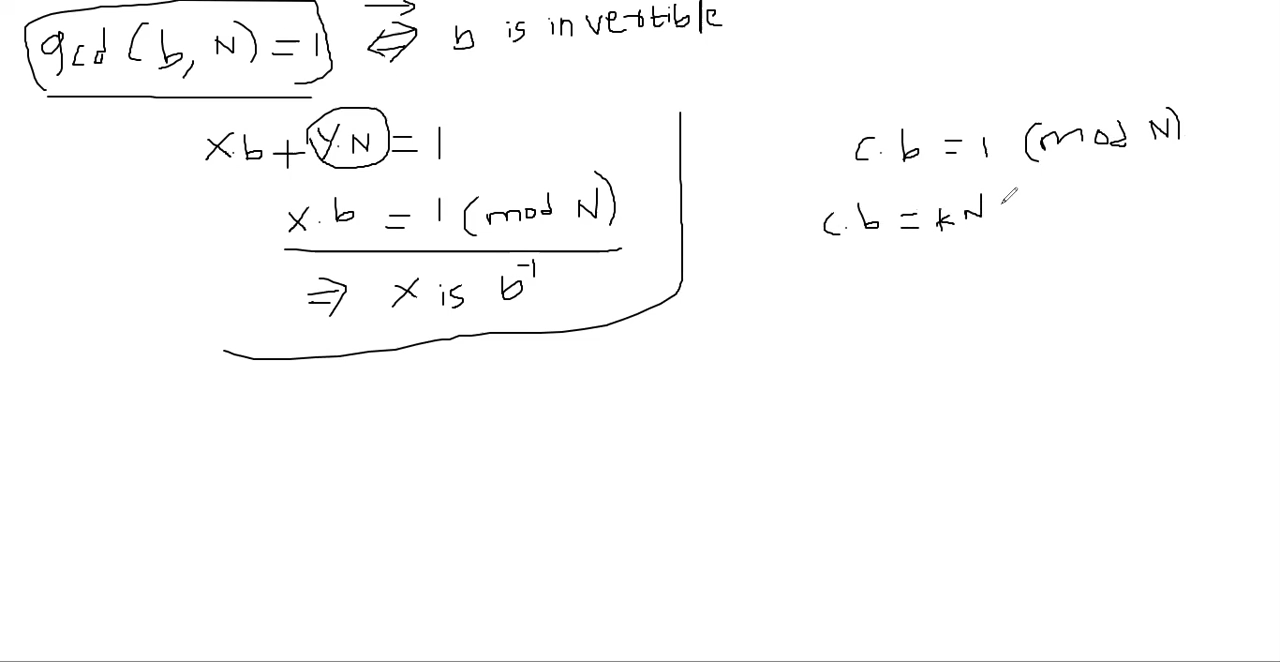 gcd (b, N) = 1 ⇔ b is invertible
x.b + y.N = 1
x.b = 1 (mod N)
⇒ x is b⁻¹
c.b = 1 (mod N)
c.b = kN